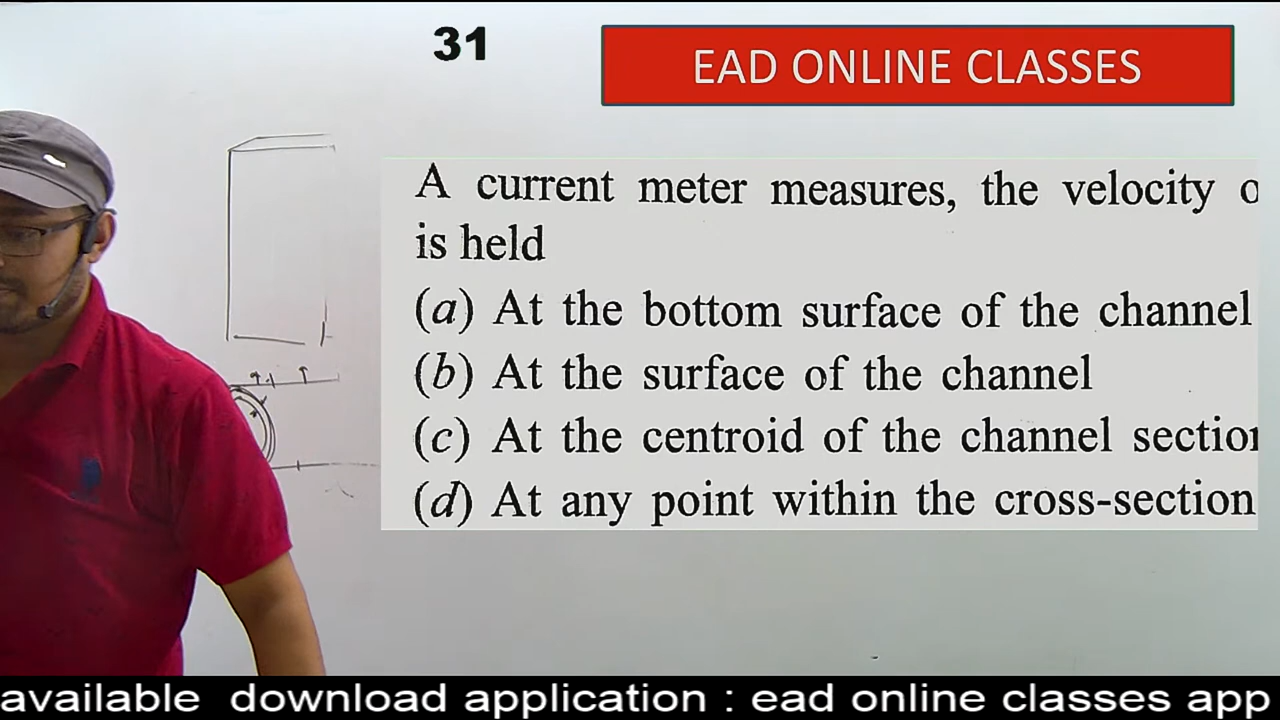 31
EAD ONLINE CLASSES
A current meter measures, the velocity
is held
(a) At the bottom surface of the channel
(b) At the surface of the channel
(c) At the centroid of the channel
(d) At any point within the cross-section
available download application : ead online classes app